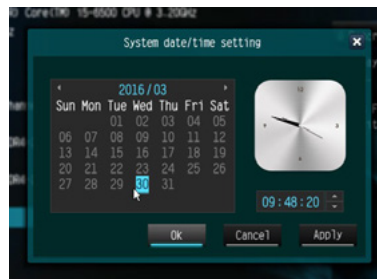 Core(TM) i5-6500 CPU @ 3.20GHz
System date/time setting
2016/03
Sun Mon Tue Wed Thu Fri Sat
01 02 03 04 05
06 07 08 09 10 11 12
13 14 15 16 17 18 19
20 21 22 23 24 25 26
27 28 29 30 31
12
09:48:20
Ok Cancel Apply